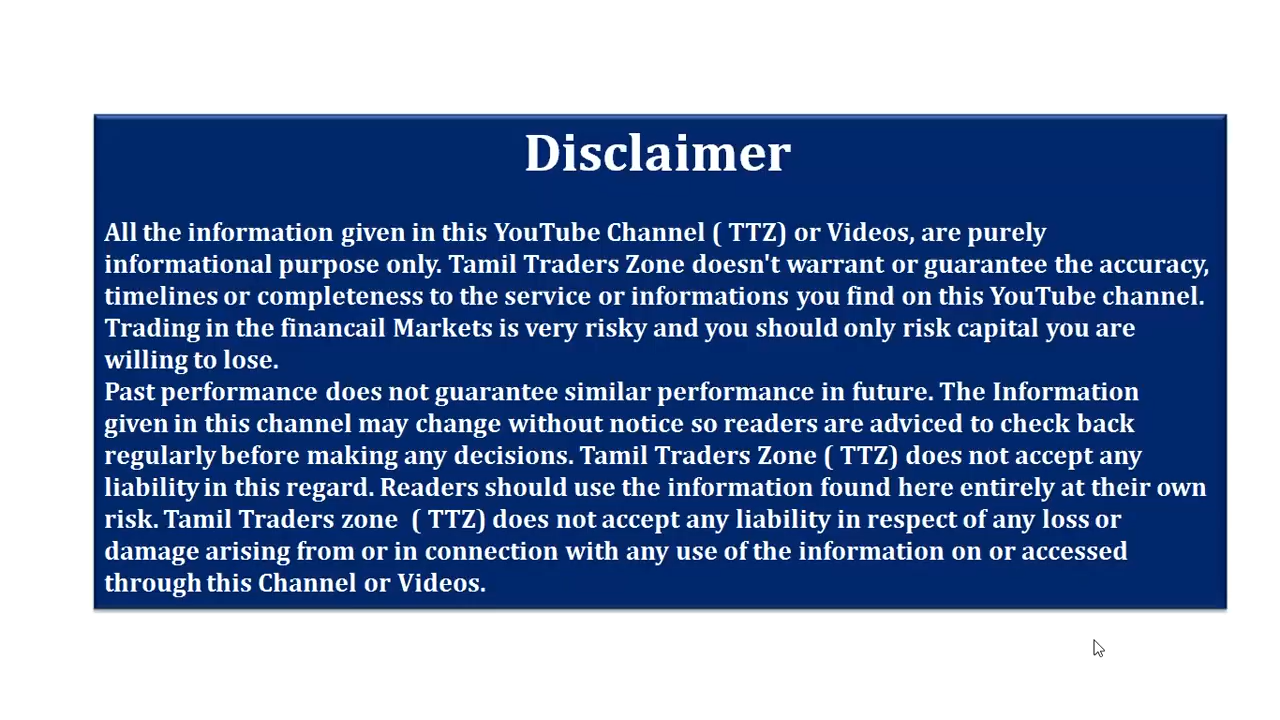 Disclaimer
All the information given in this YouTube Channel ( TTZ) or Videos, are purely
informational purpose only. Tamil Traders Zone doesn't warrant or guarantee the accuracy,
timelines or completeness to the service or informations you find on this YouTube channel.
Trading in the financail Markets is very risky and you should only risk capital you are
willing to lose.
Past performance does not guarantee similar performance in future. The Information
given in this channel may change without notice so readers are adviced to check back
regularly before making any decisions. Tamil Traders Zone ( TTZ) does not accept any
liability in this regard. Readers should use the information found here entirely at their own
risk. Tamil Traders zone  ( TTZ) does not accept any liability in respect of any loss or
damage arising from or in connection with any use of the information on or accessed
through this Channel or Videos.